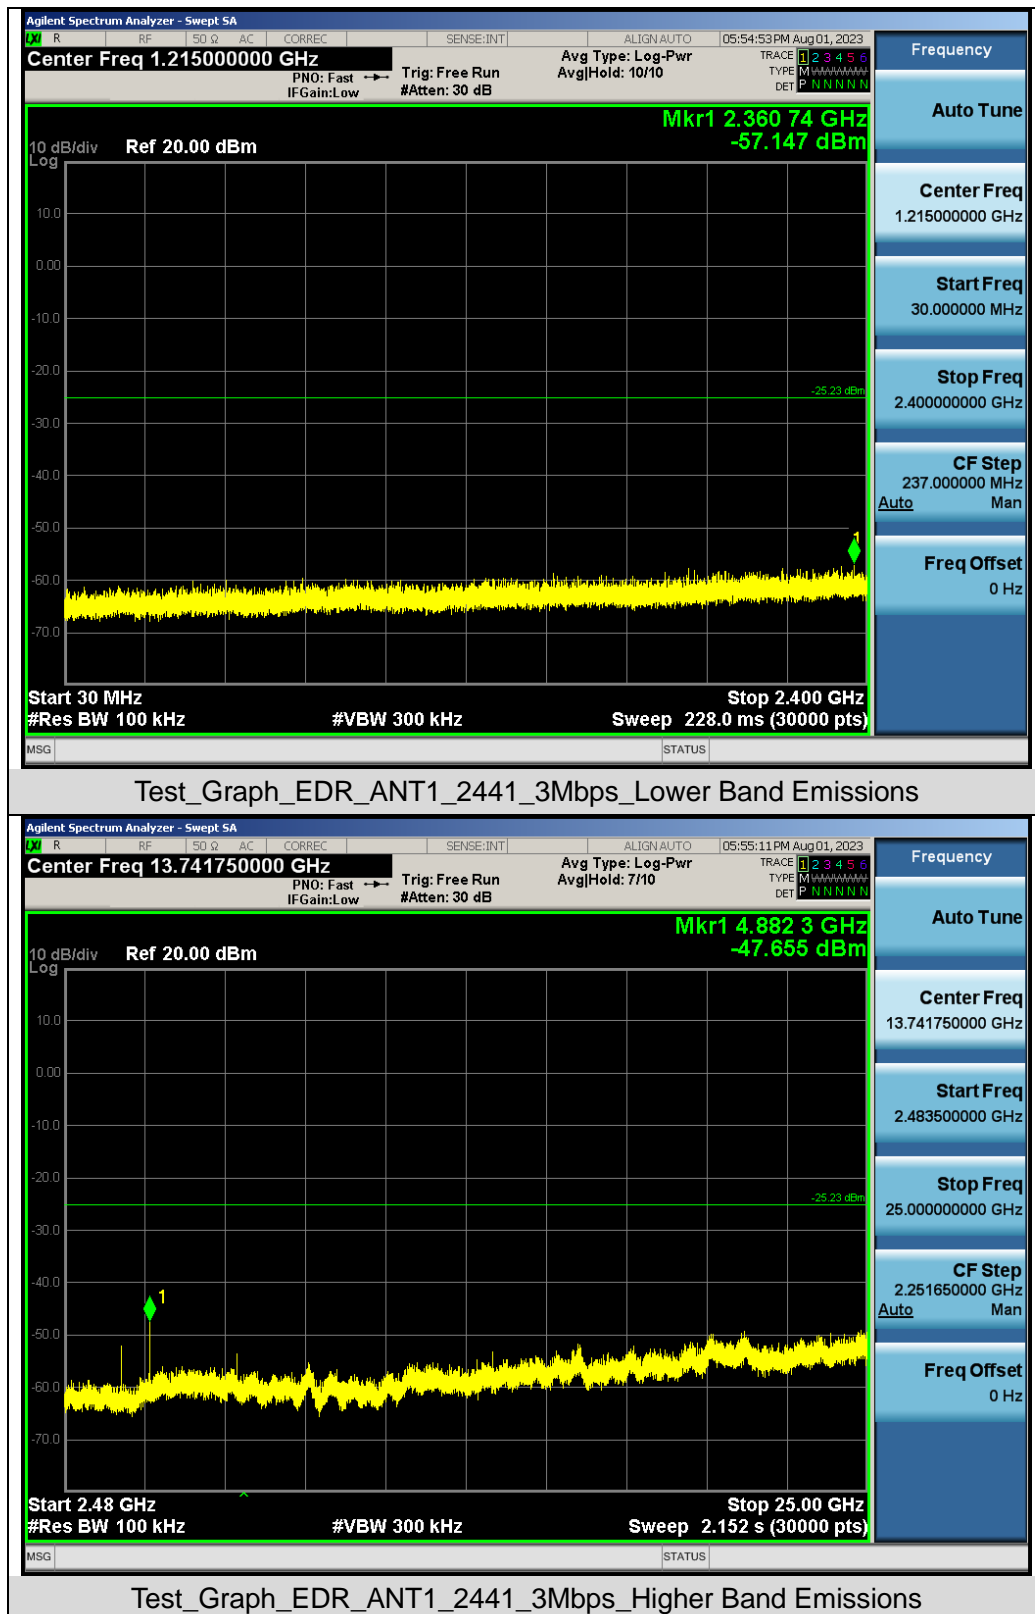 Agilent Spectrum Analyzer - Swept SA
LXI R RF 50 Ω AC CORREC SENSE:INT ALIGN AUTO 05:54:53 PM Aug 01, 2023
Center Freq 1.215000000 GHz
PNO: Fast
IFGain:Low
Trig: Free Run
#Atten: 30 dB
Avg Type: Log-Pwr
Avg|Hold: 10/10
TRACE 1 2 3 4 5 6
TYPE M
DET P N N N N N
Mkr1 2.360 74 GHz
-57.147 dBm
10 dB/div Ref 20.00 dBm
Log
10.0
0.00
-10.0
-20.0
-25.23 dBm
-30.0
-40.0
-50.0
1
-60.0
-70.0
Start 30 MHz Stop 2.400 GHz
#Res BW 100 kHz #VBW 300 kHz Sweep 228.0 ms (30000 pts)
MSG STATUS
Frequency
Auto Tune
Center Freq
1.215000000 GHz
Start Freq
30.000000 MHz
Stop Freq
2.400000000 GHz
CF Step
237.000000 MHz
Auto Man
Freq Offset
0 Hz
Test_Graph_EDR_ANT1_2441_3Mbps_Lower Band Emissions
Agilent Spectrum Analyzer - Swept SA
LXI R RF 50 Ω AC CORREC SENSE:INT ALIGN AUTO 05:55:11 PM Aug 01, 2023
Center Freq 13.741750000 GHz
PNO: Fast
IFGain:Low
Trig: Free Run
#Atten: 30 dB
Avg Type: Log-Pwr
Avg|Hold: 7/10
TRACE 1 2 3 4 5 6
TYPE M
DET P N N N N N
Mkr1 4.882 3 GHz
-47.655 dBm
10 dB/div Ref 20.00 dBm
Log
10.0
0.00
-10.0
-20.0
-25.23 dBm
-30.0
-40.0
1
-50.0
-60.0
-70.0
Start 2.48 GHz Stop 25.00 GHz
#Res BW 100 kHz #VBW 300 kHz Sweep 2.152 s (30000 pts)
MSG STATUS
Frequency
Auto Tune
Center Freq
13.741750000 GHz
Start Freq
2.483500000 GHz
Stop Freq
25.000000000 GHz
CF Step
2.251650000 GHz
Auto Man
Freq Offset
0 Hz
Test_Graph_EDR_ANT1_2441_3Mbps_Higher Band Emissions